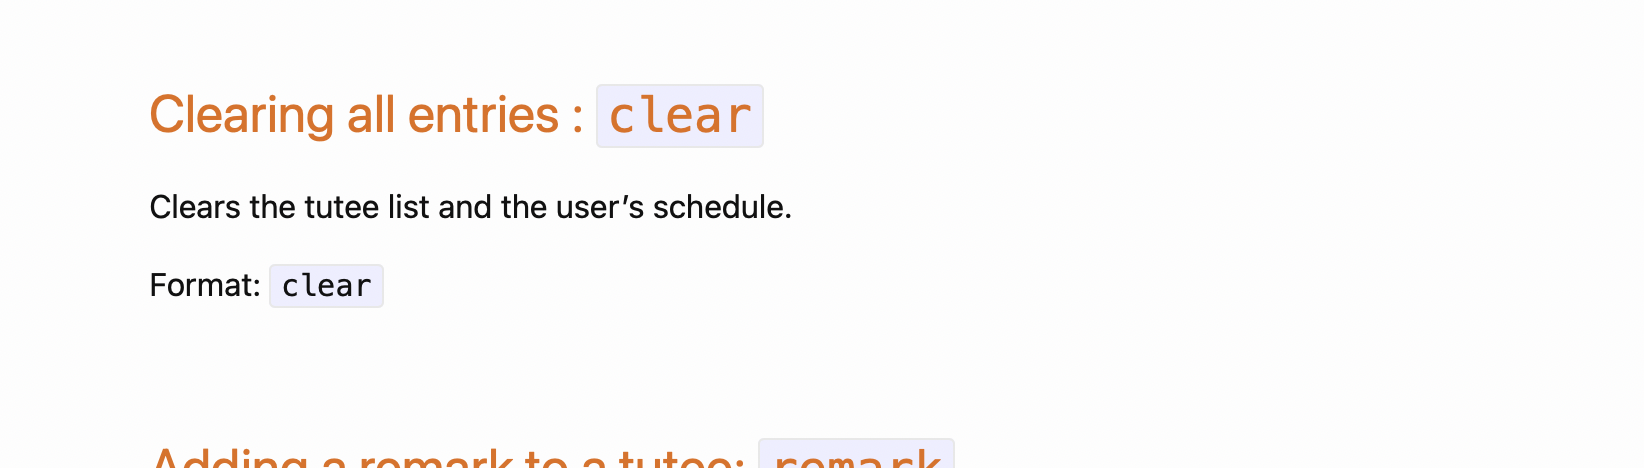 Clearing all entries : clear
Clears the tutee list and the user’s schedule.
Format: clear
Adding a remark to a tutee: remark